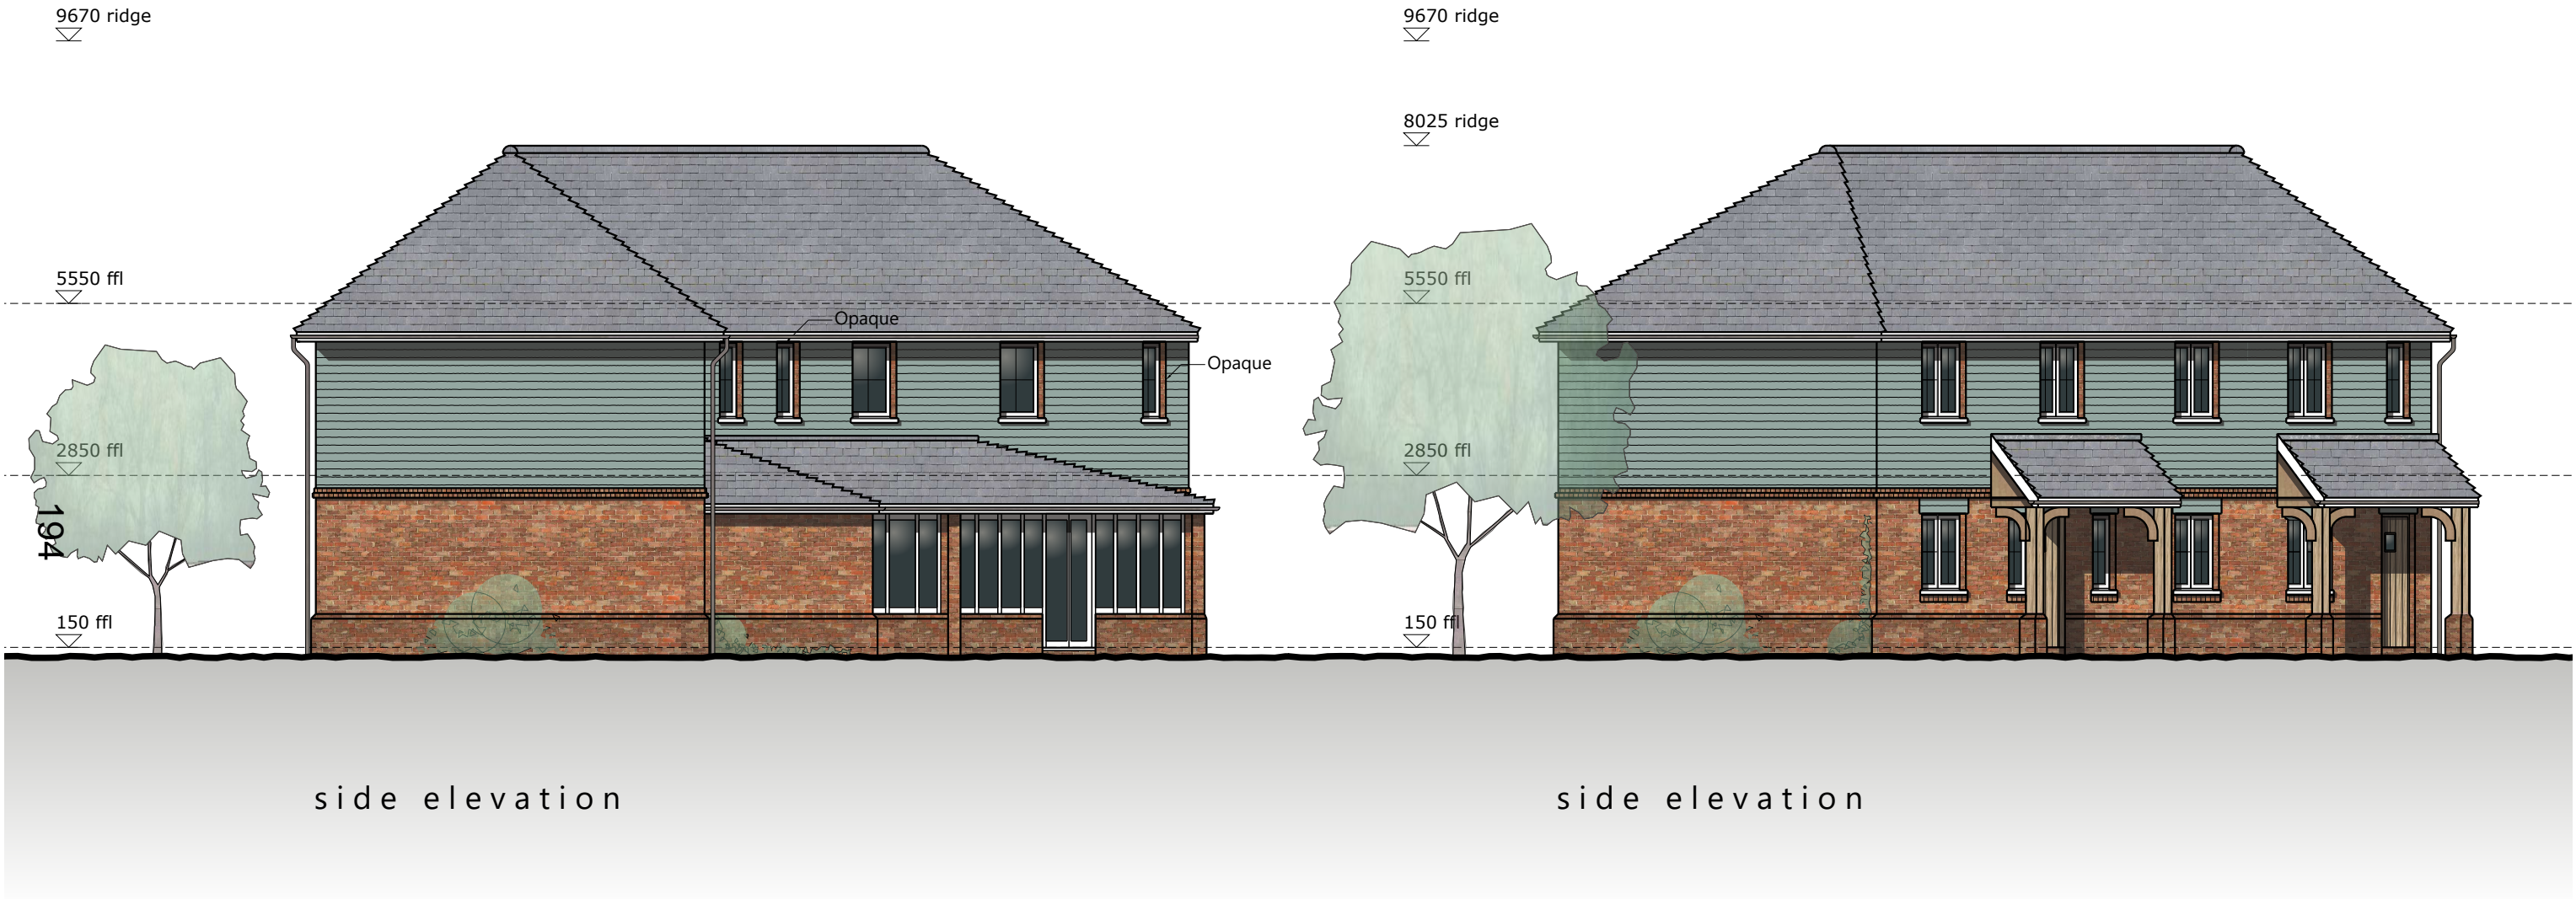 9670 ridge
9670 ridge
8025 ridge
5550 ffl
5550 ffl
Opaque
Opaque
2850 ffl
2850 ffl
194
150 ffl
150 ffl
side elevation
side elevation